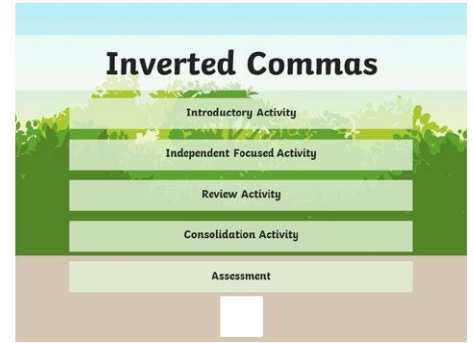 Inverted Commas
Introductory Activity
Independent Focused Activity
Review Activity
Consolidation Activity
Assessment